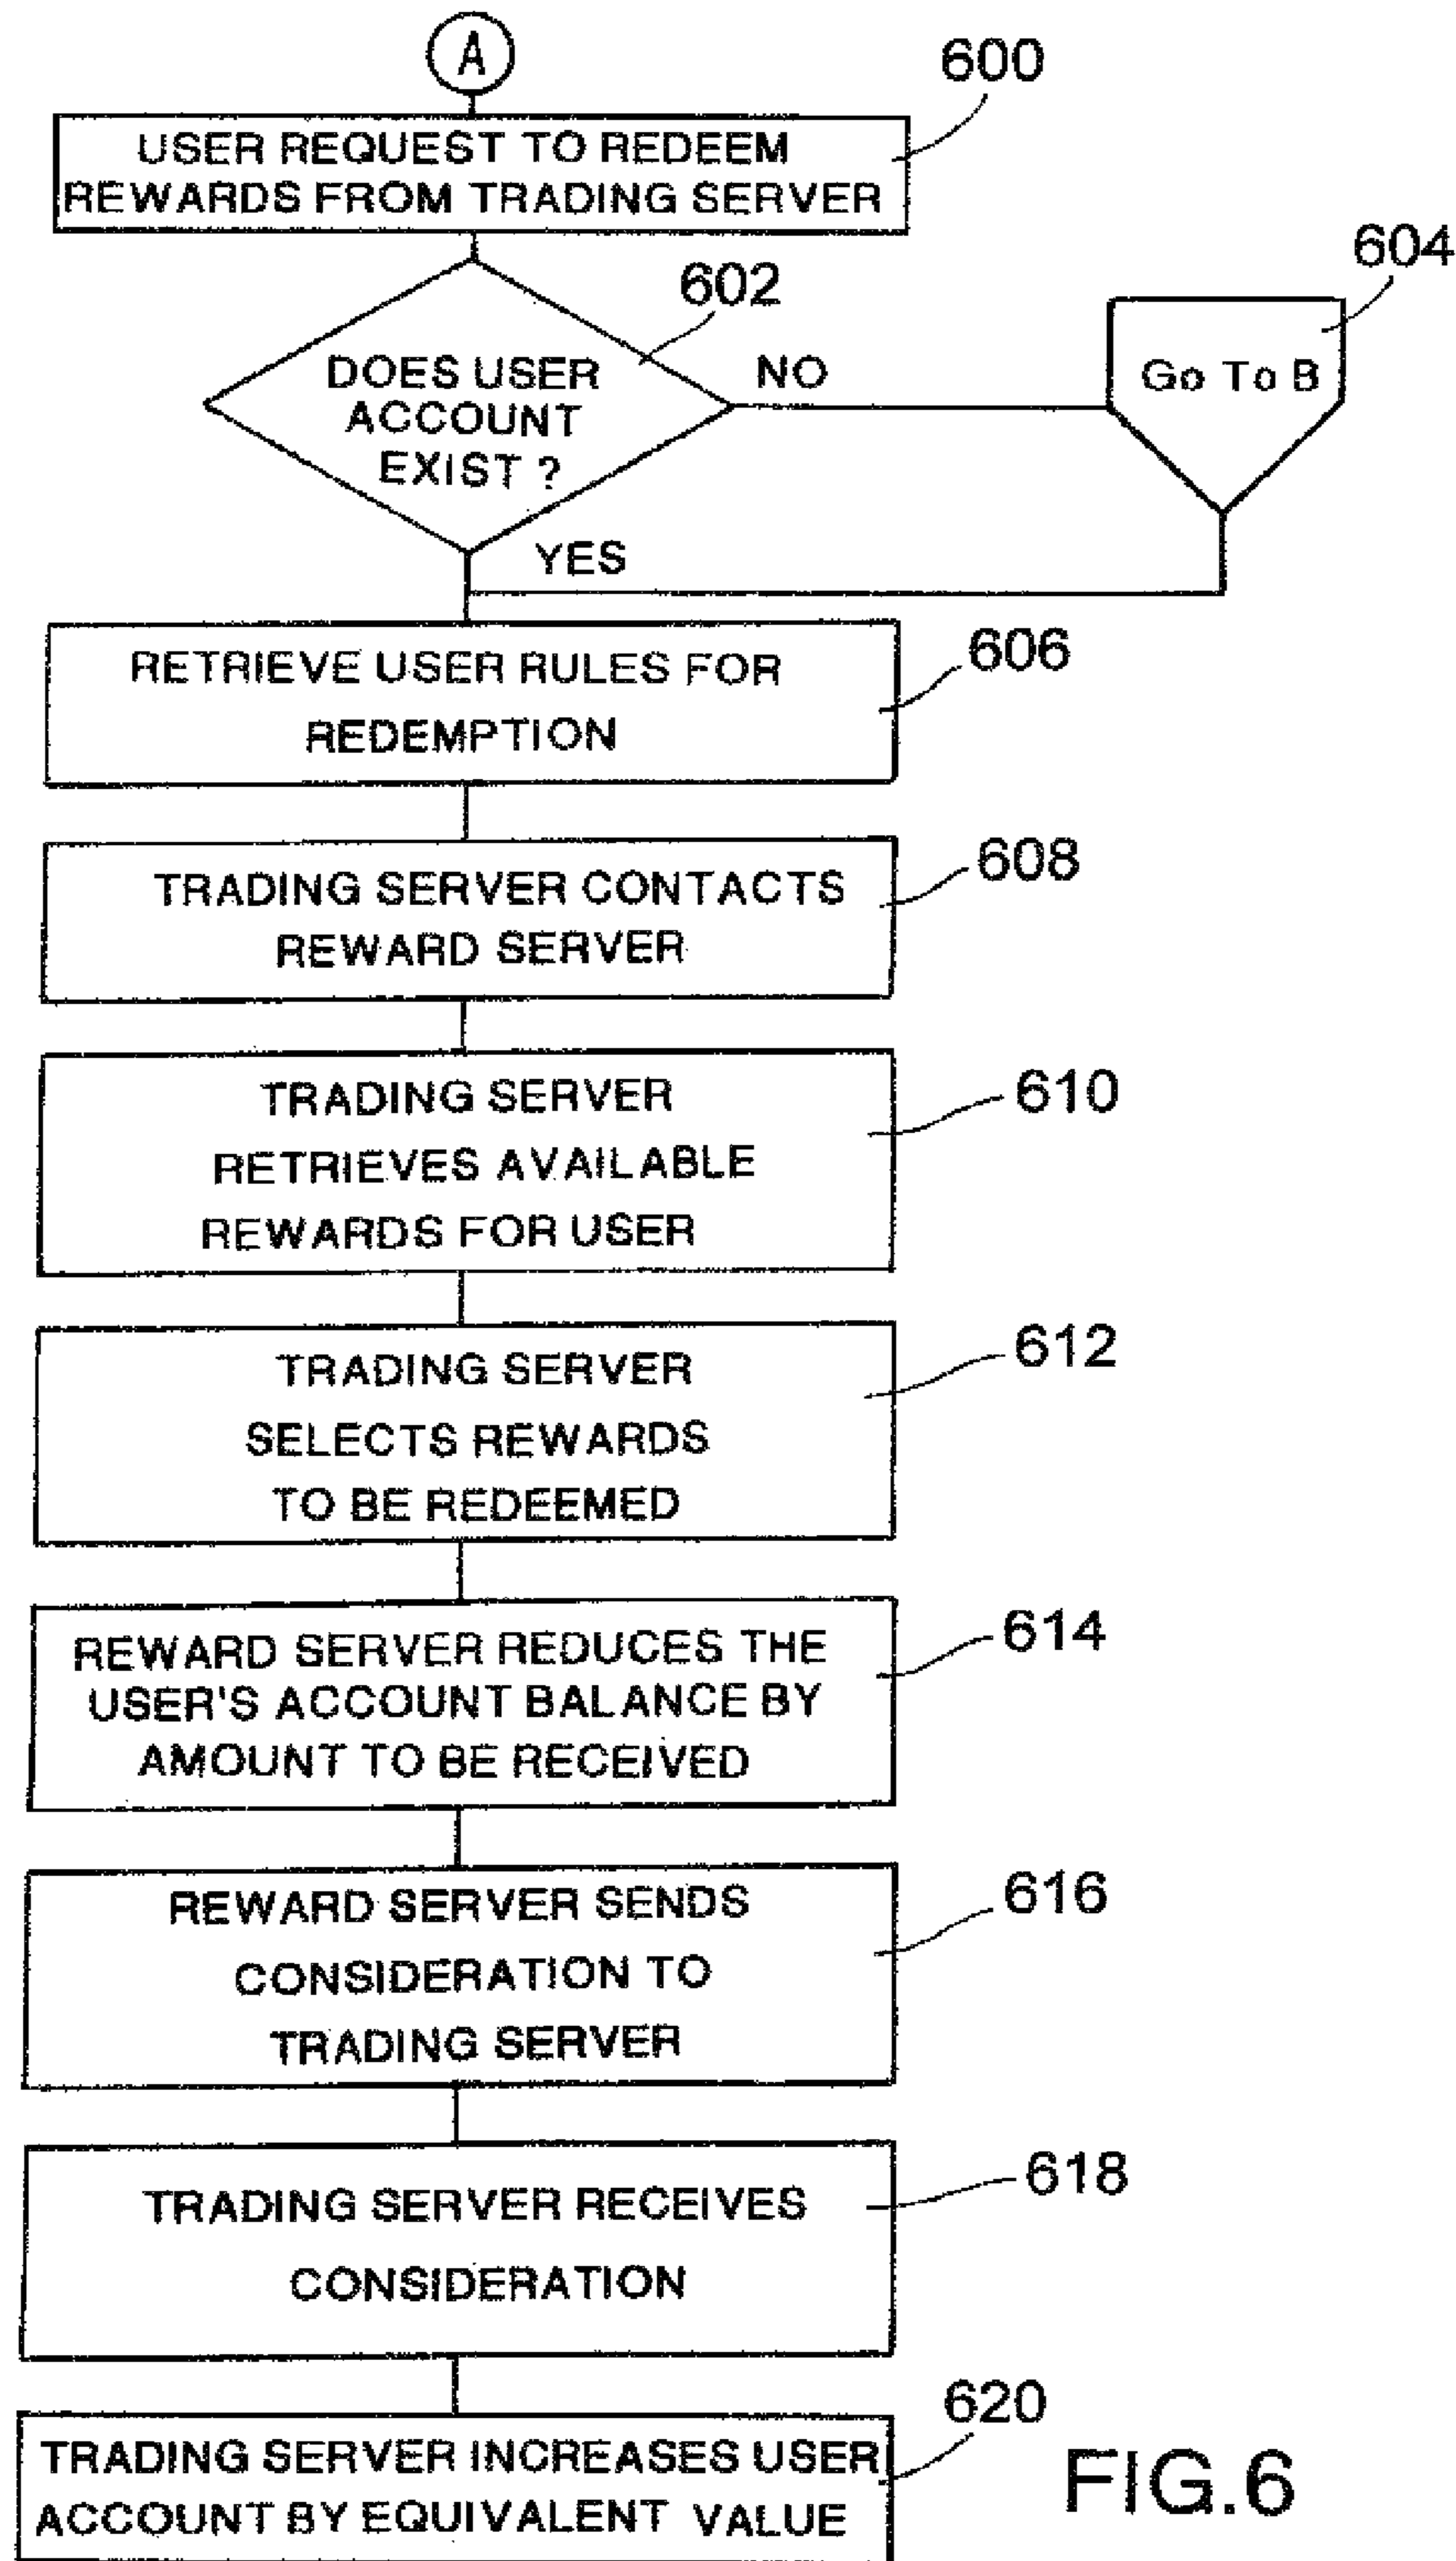 A
600
USER REQUEST TO REDEEM
REWARDS FROM TRADING SERVER
602
604
DOES USER
ACCOUNT
EXIST ?
NO
Go To B
YES
606
RETRIEVE USER RULES FOR
REDEMPTION
608
TRADING SERVER CONTACTS
REWARD SERVER
610
TRADING SERVER
RETRIEVES AVAILABLE
REWARDS FOR USER
612
TRADING SERVER
SELECTS REWARDS
TO BE REDEEMED
614
REWARD SERVER REDUCES THE
USER'S ACCOUNT BALANCE BY
AMOUNT TO BE RECEIVED
616
REWARD SERVER SENDS
CONSIDERATION TO
TRADING SERVER
618
TRADING SERVER RECEIVES
CONSIDERATION
620
TRADING SERVER INCREASES USER
ACCOUNT BY EQUIVALENT VALUE
FIG.6